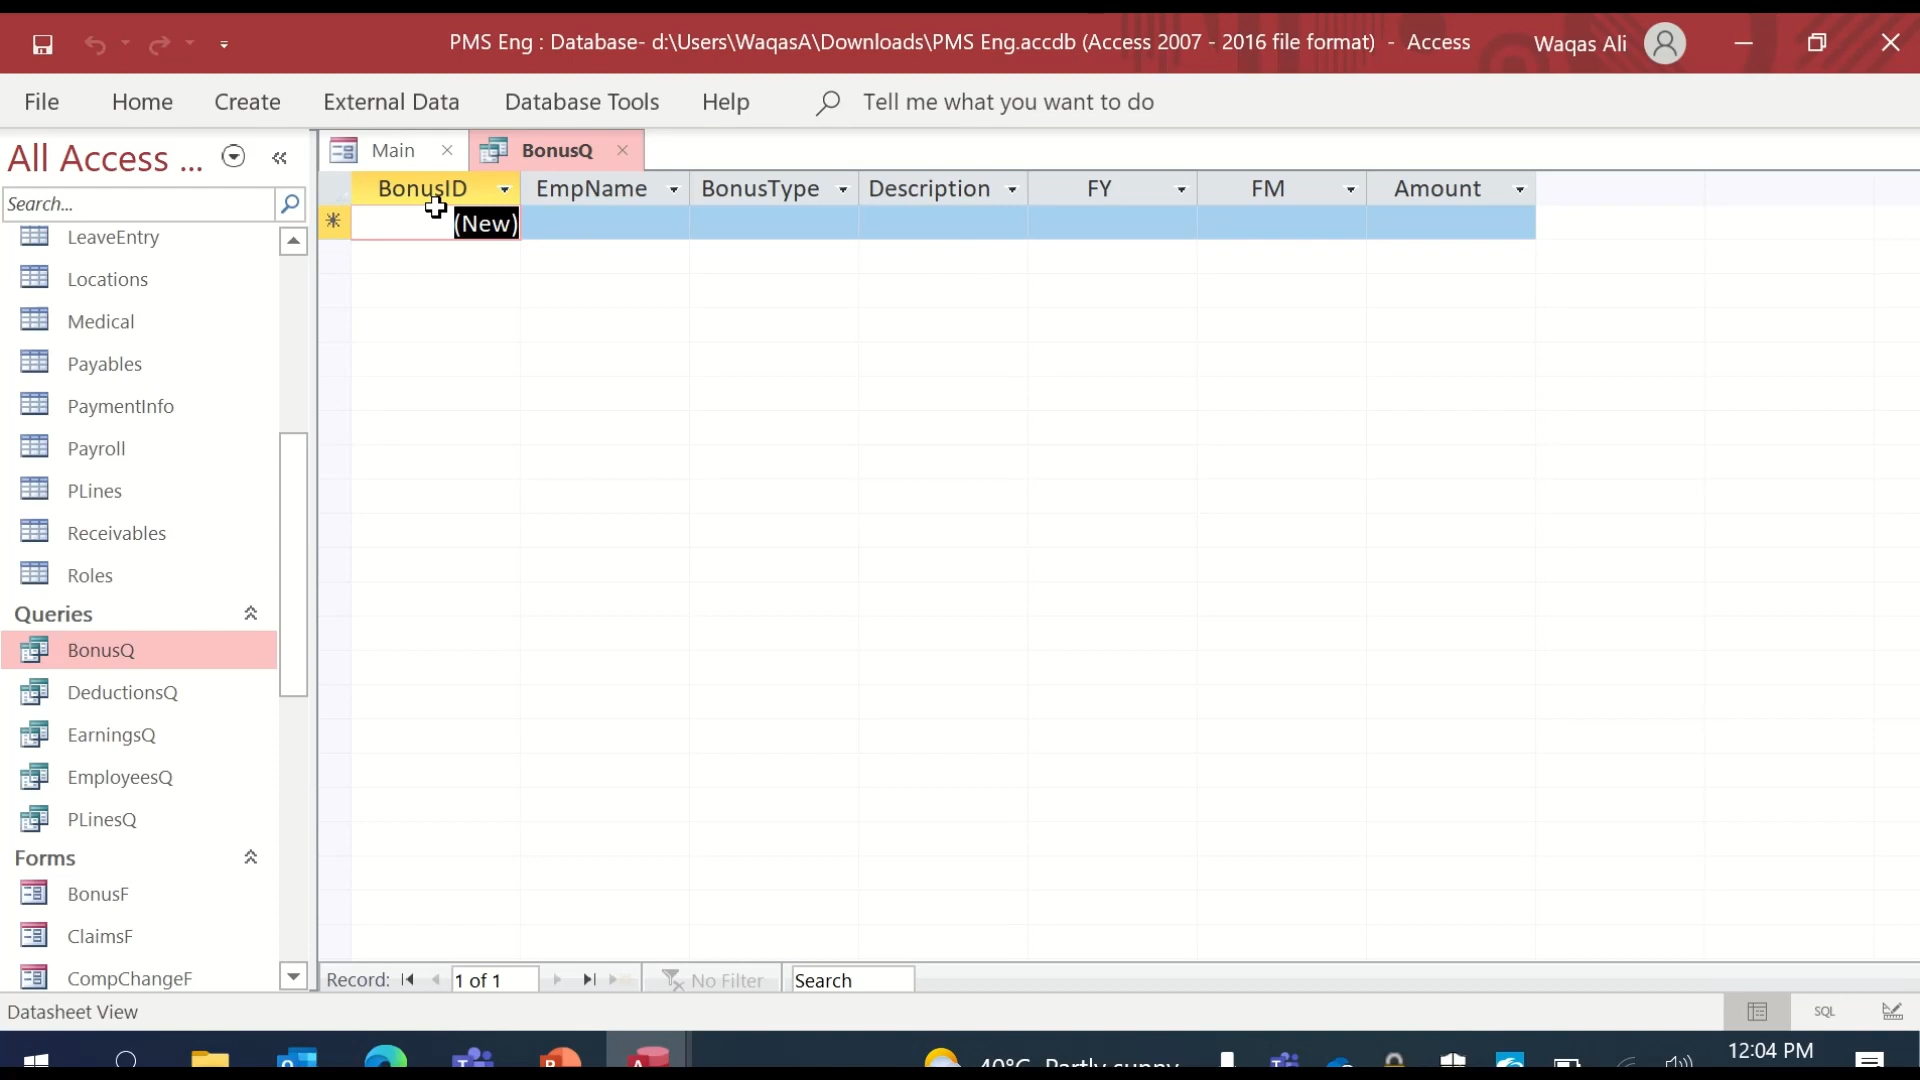 PMS Eng : Database- d:\Users\WaqasA\Downloads\PMS Eng.accdb (Access 2007 - 2016 file format) - Access
Waqas Ali
File Home Create External Data Database Tools Help Tell me what you want to do
All Access ...
Search...
LeaveEntry
Locations
Medical
Payables
PaymentInfo
Payroll
PLines
Receivables
Roles
Queries
BonusQ
DeductionsQ
EarningsQ
EmployeesQ
PLinesQ
Forms
BonusF
ClaimsF
CompChangeF
Main BonusQ
BonusID EmpName BonusType Description FY FM Amount
(New)
Record: 1 of 1 No Filter Search
Datasheet View
SQL
40°C Partly sunny
12:04 PM